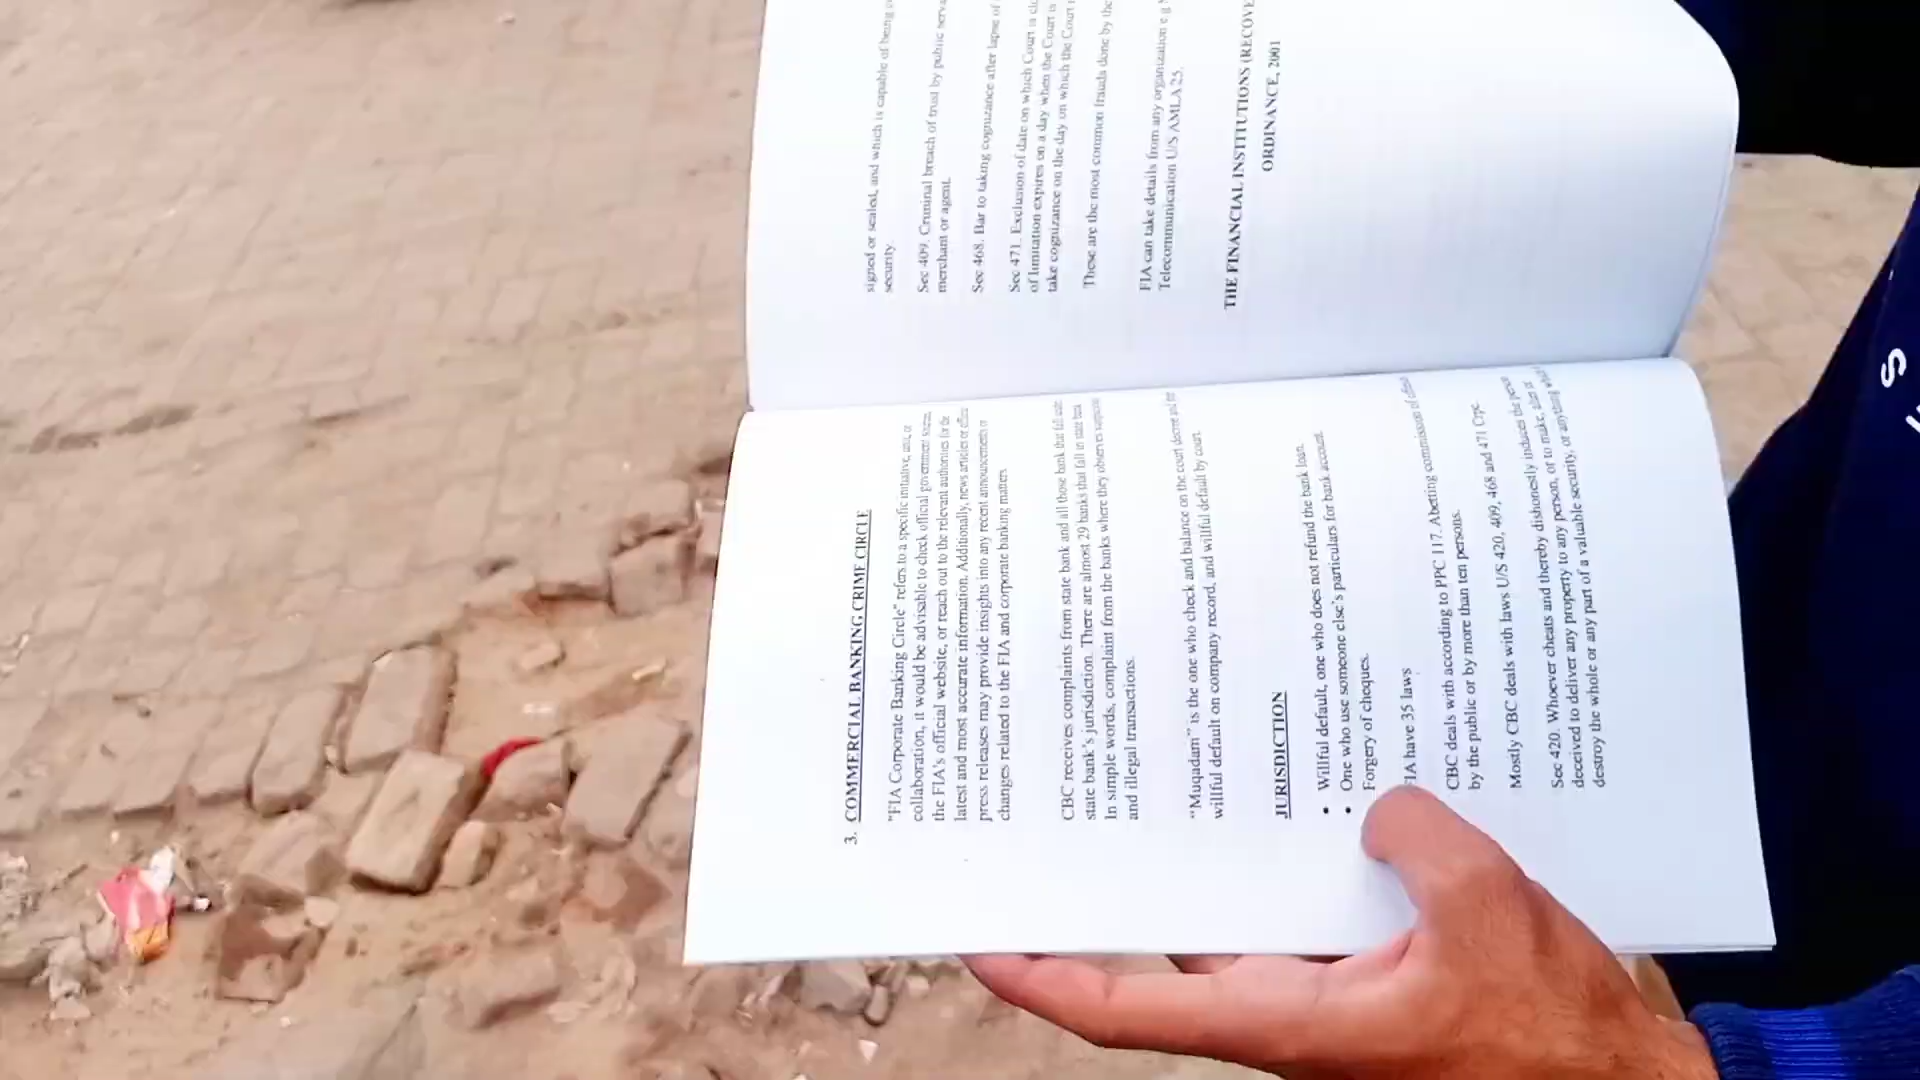 3. COMMERCIAL BANKING CRIME CIRCLE
"FIA Corporate Banking Circle" refers to a specific initiative, unit, or
collaboration, it would be advisable to check official government
the FIA's official website, or reach out to the relevant authorities for the
latest and most accurate information. Additionally, news articles or
press releases may provide insights into any recent announcements or
changes related to the FIA and corporate banking matters
CBC receives complaints from state bank and all those bank that fall under
state bank's jurisdiction. There are almost 29 banks that fall in state bank
In simple words, complaint from the banks where they observes
and illegal transactions.
"Muqadam" is the one who check and balance on the court decree and
willful default on company record, and willful default by court
JURISDICTION
• Willful default, one who does not refund the bank loan.
• One who use someone else's particulars for bank account
Forgery of cheques.
IA have 35 laws
CBC deals with according to PPC 117. Abetting commission of
by the public or by more than ten persons.
Mostly CBC deals with laws U/S 420, 409, 468 and 471 Crpc
Sec 420. Whoever cheats and thereby dishonestly induces the person
deceived to deliver any property to any person, or to make, alter or
destroy the whole or any part of a valuable security, or anything which
signed or sealed, and which is capable of being
security.
Sec 409. Criminal breach of trust by public
merchant or agent.
Sec 468. Bar to taking cognizance after lapse of
Sec 471. Exclusion of date on which Court is
of limitation expires on a day when the Court is
take cognizance on the day on which the Court
These are the most common frauds done by the
FIA can take details from any organization e.g
Telecommunication U/S AMLA 25.
THE FINANCIAL INSTITUTIONS (RECOVE
ORDINANCE, 2001
S